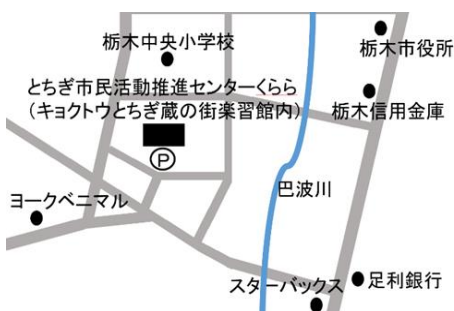 栃木中央小学校
栃木市役所
とちぎ市民活動推進センターくらら
(キョクトウとちぎ蔵の街楽習館内)
栃木信用金庫
P
ヨークベニマル
巴波川
スターバックス
足利銀行